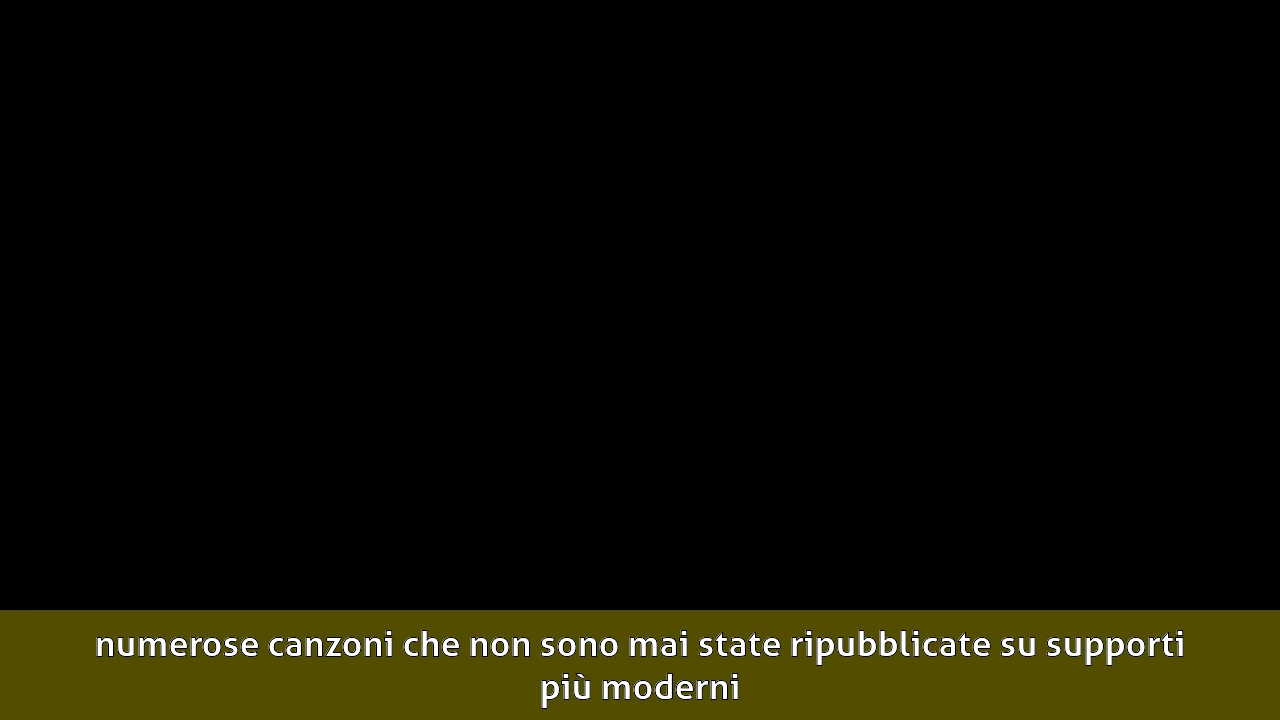 numerose canzoni che non sono mai state ripubblicate su supporti
più moderni